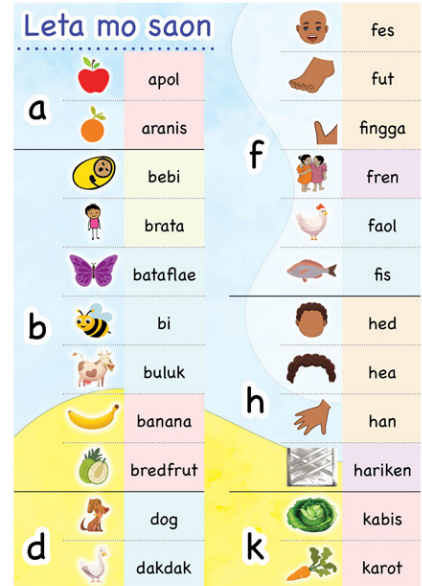 Leta mo saon
a
apol
aranis
b
bebi
brata
bataflae
bi
buluk
banana
bredfrut
d
dog
dakdak
f
fes
fut
fingga
fren
faol
fis
h
hed
hea
han
hariken
k
kabis
karot